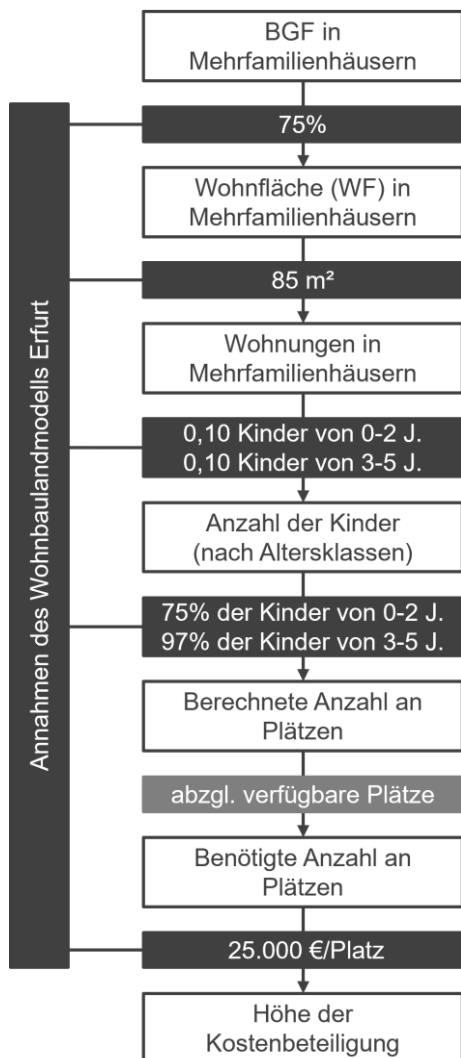 BGF in
Mehrfamilienhäusern
75%
Wohnfläche (WF) in
Mehrfamilienhäusern
85 m²
Wohnungen in
Mehrfamilienhäusern
0,10 Kinder von 0-2 J.
0,10 Kinder von 3-5 J.
Anzahl der Kinder
(nach Altersklassen)
75% der Kinder von 0-2 J.
97% der Kinder von 3-5 J.
Berechnete Anzahl an
Plätzen
abzgl. verfügbare Plätze
Benötigte Anzahl an
Plätzen
25.000 €/Platz
Höhe der
Kostenbeteiligung
Annahmen des Wohnbaulandmodells Erfurt